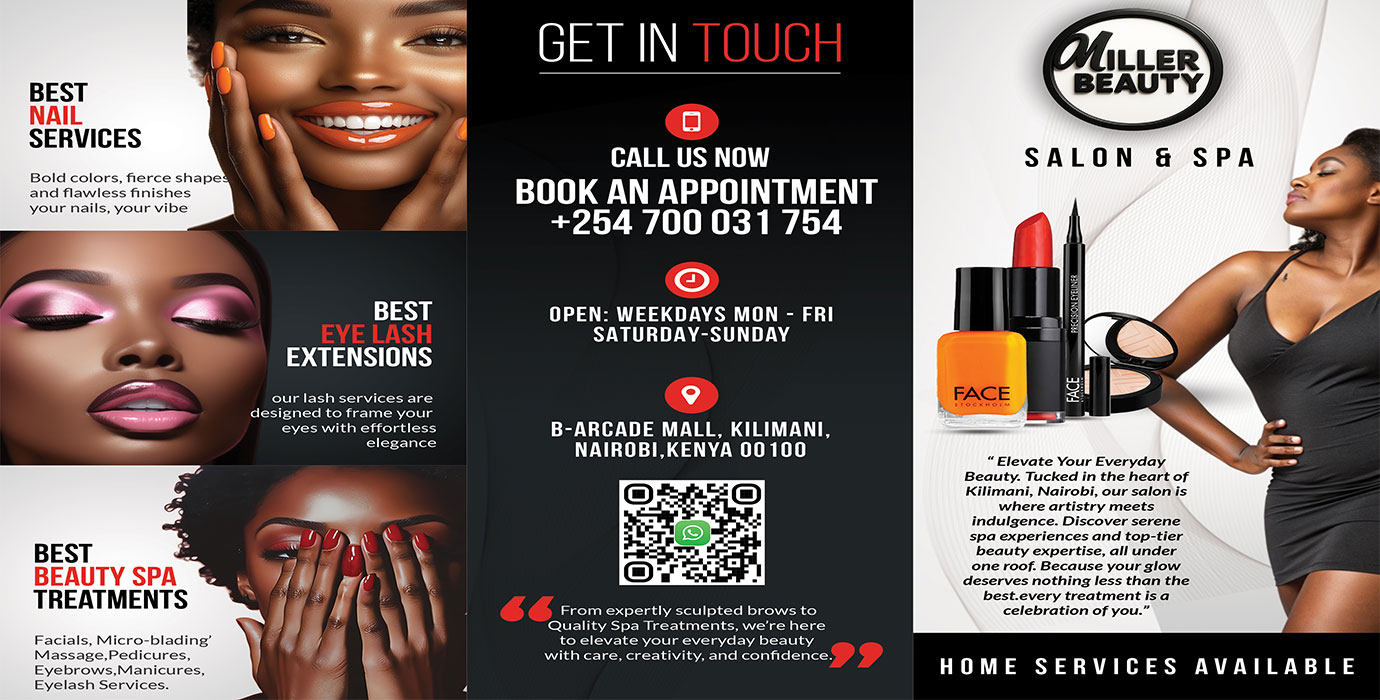 BEST
NAIL
SERVICES
Bold colors, fierce shapes
and flawless finishes
your nails, your vibe
BEST
EYE LASH
EXTENSIONS
our lash services are
designed to frame your
eyes with effortless
elegance
BEST
BEAUTY SPA
TREATMENTS
Facials, Micro-blading’
Massage,Pedicures,
Eyebrows,Manicures,
Eyelash Services.
GET IN TOUCH
CALL US NOW
BOOK AN APPOINTMENT
+254 700 031 754
OPEN: WEEKDAYS MON - FRI
SATURDAY-SUNDAY
B-ARCADE MALL, KILIMANI,
NAIROBI,KENYA 00100
“ From expertly sculpted brows to
Quality Spa Treatments, we’re here
to elevate your everyday beauty
with care, creativity, and confidence. ”
MILLER
BEAUTY
SALON & SPA
PRECISION EYELINER
FACE
FACE
STOCKHOLM
“ Elevate Your Everyday
Beauty. Tucked in the heart of
Kilimani, Nairobi, our salon is
where artistry meets
indulgence. Discover serene
spa experiences and top-tier
beauty expertise, all under
one roof. Because your glow
deserves nothing less than the
best.every treatment is a
celebration of you.”
HOME SERVICES AVAILABLE